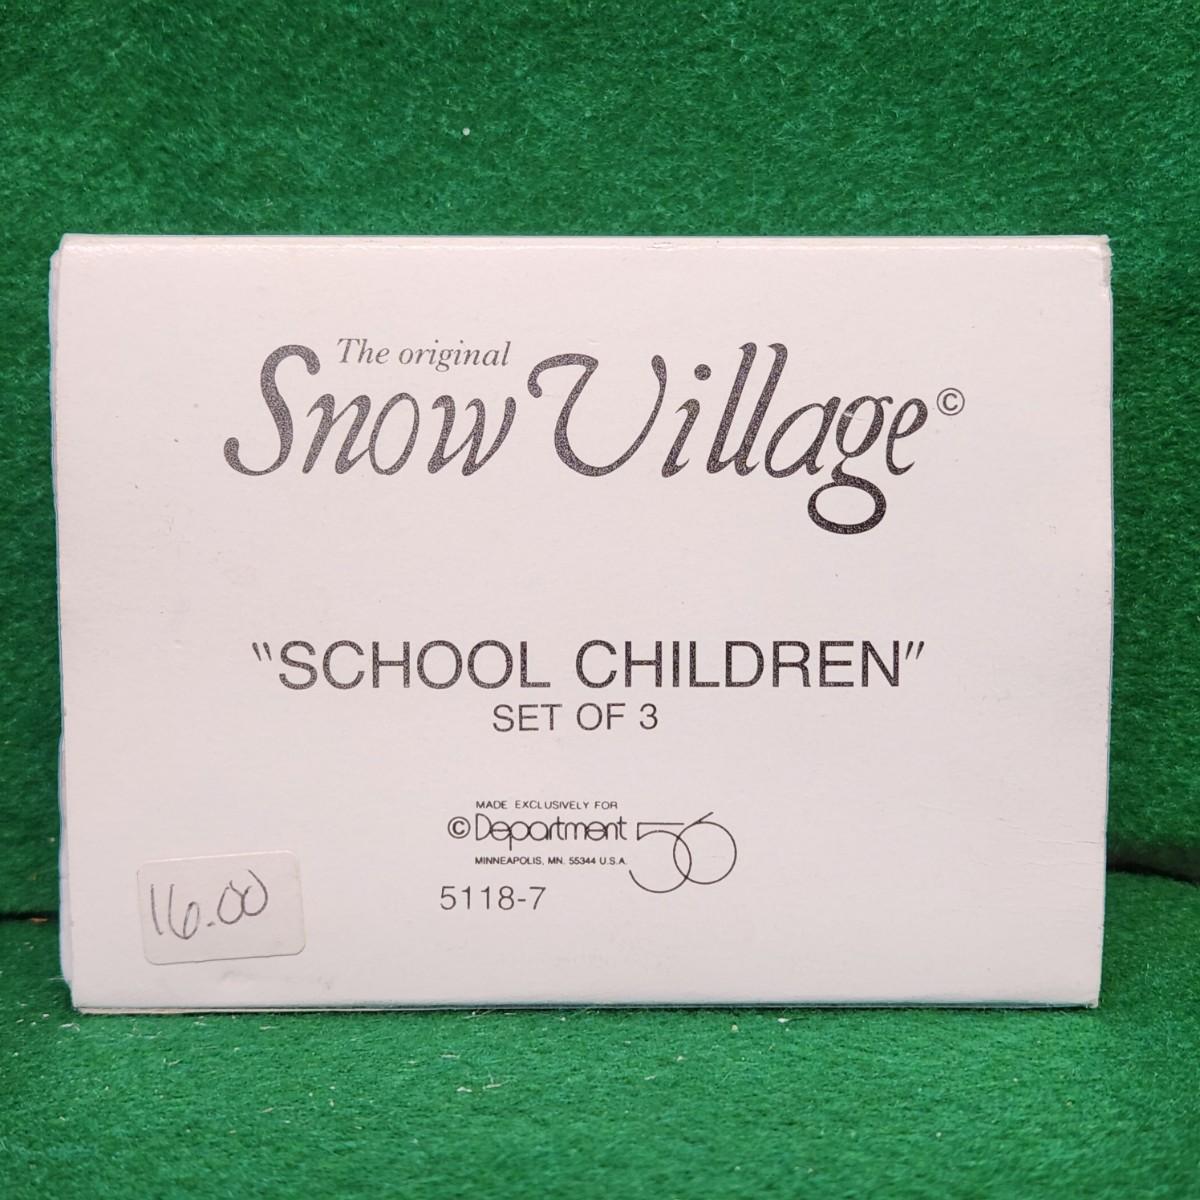 The original
Snow Village©
"SCHOOL CHILDREN"
SET OF 3
MADE EXCLUSIVELY FOR
© Department 56
MINNEAPOLIS, MN. 55344 U.S.A.
5118-7
16.00